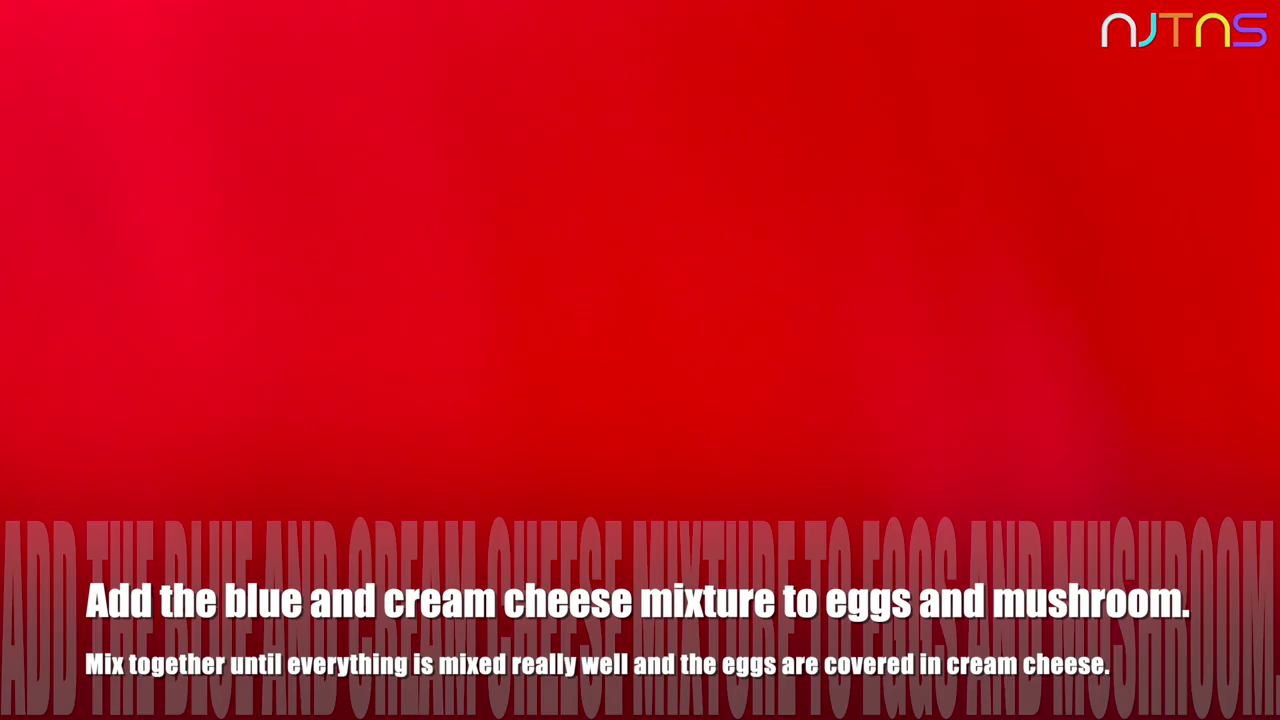 NJTNS
ADD THE BLUE AND CREAM CHEESE MIXTURE TO EGGS AND MUSHROOM.
Add the blue and cream cheese mixture to eggs and mushroom.
Mix together until everything is mixed really well and the eggs are covered in cream cheese.